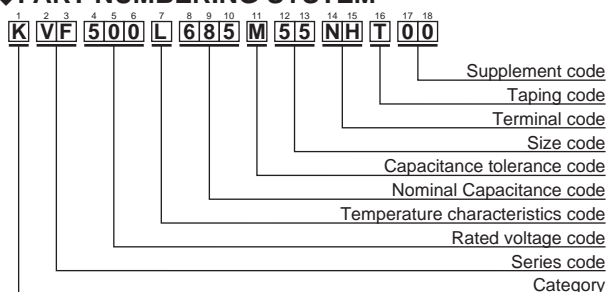 ◆PART NUMBERING SYSTEM
1 2 3 4 5 6 7 8 9 10 11 12 13 14 15 16 17 18
K VF 500 L 685 M 55 NH T 00
Supplement code
Taping code
Terminal code
Size code
Capacitance tolerance code
Nominal Capacitance code
Temperature characteristics code
Rated voltage code
Series code
Category